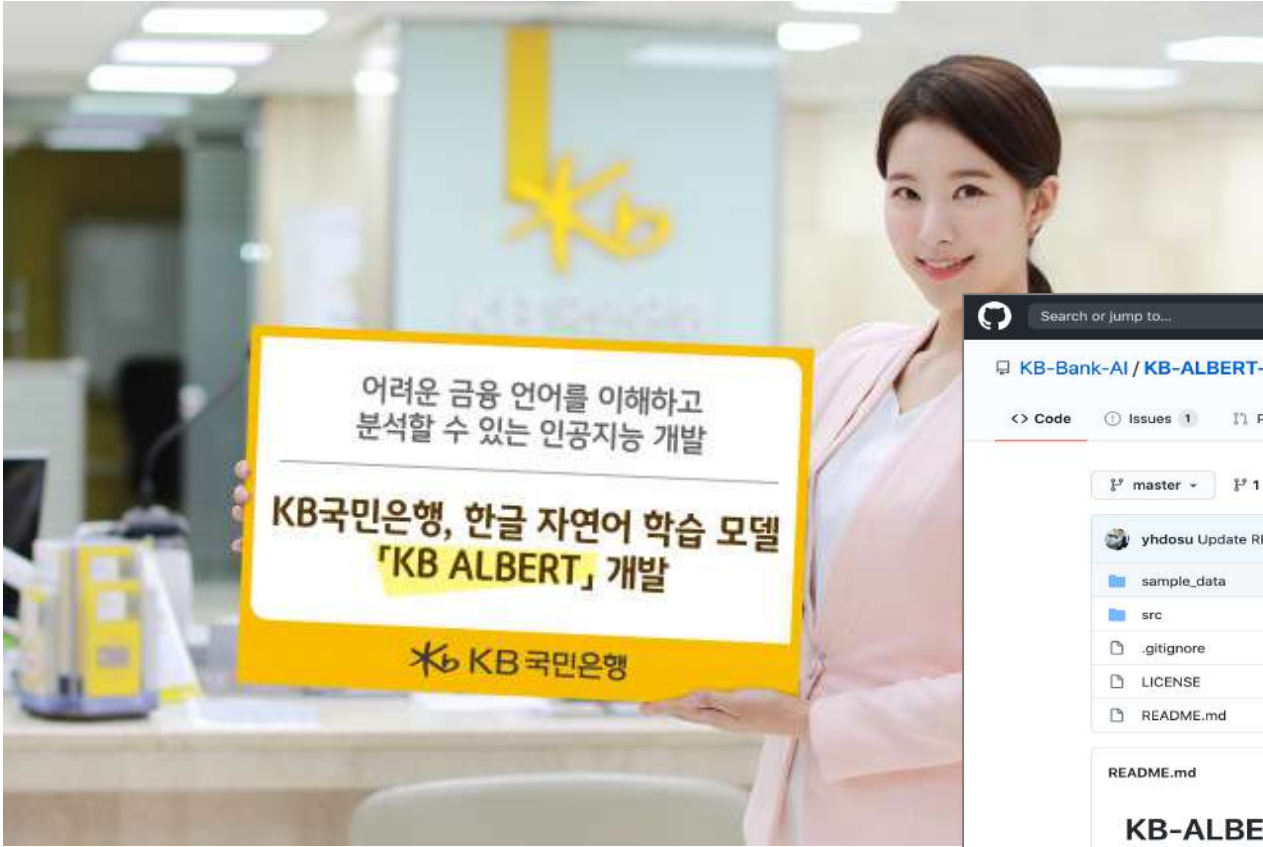 Kb
어려운 금융 언어를 이해하고
분석할 수 있는 인공지능 개발
KB국민은행, 한글 자연어 학습 모델
「KB ALBERT」 개발
Kb KB국민은행
Search or jump to...
KB-Bank-AI / KB-ALBERT-
<> Code
Issues 1
master
1
yhdosu Update
sample_data
src
.gitignore
LICENSE
README.md
README.md
KB-ALBE